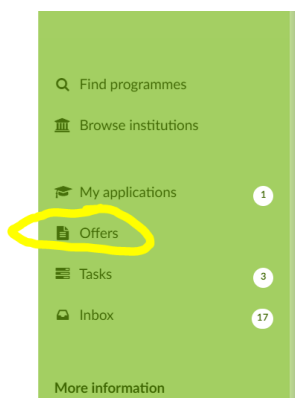 Find programmes
Browse institutions
My applications 1
Offers
Tasks 3
Inbox 17
More information